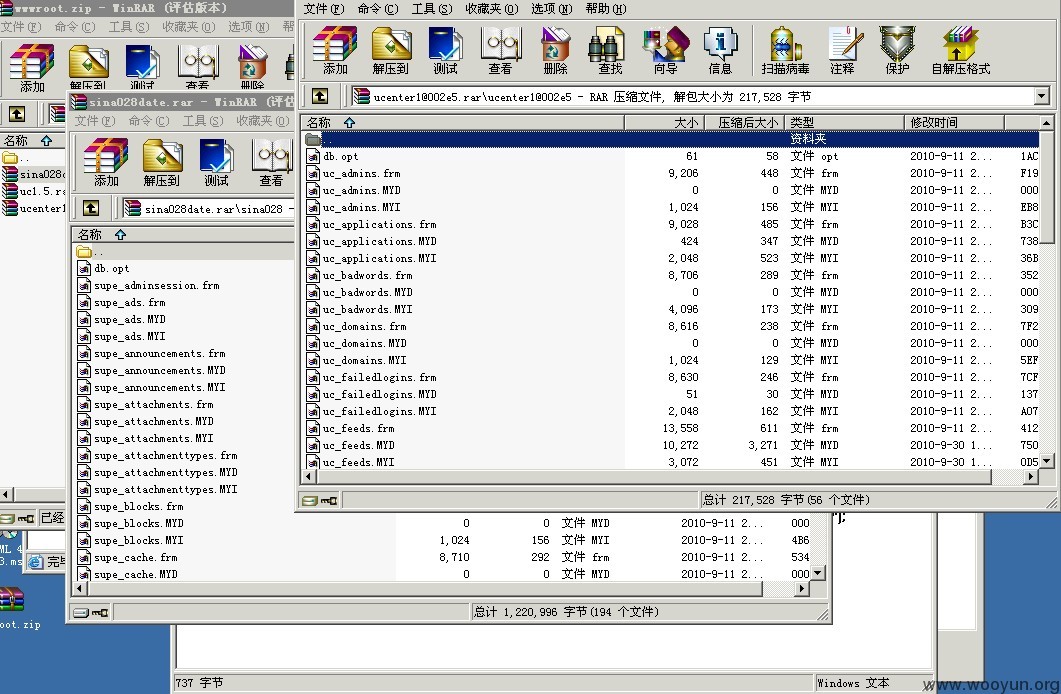 wwwroot.zip - WinRAR (评估版本)
文件(F) 命令(C) 工具(S) 收藏夹(O) 选项(N) 帮
添加 解压到 测试 查看 删除
名称
..
sina028d
uc1.5.ra
ucenter1
已经
sina028date.rar - WinRAR (评估
文件(F) 命令(C) 工具(S) 收藏夹(O)
添加 解压到 测试 查看
sina028date.rar\sina028 -
名称
..
db.opt
supe_adminsession.frm
supe_ads.frm
supe_ads.MYD
supe_ads.MYI
supe_announcements.frm
supe_announcements.MYD
supe_announcements.MYI
supe_attachments.frm
supe_attachments.MYD
supe_attachments.MYI
supe_attachmenttypes.frm
supe_attachmenttypes.MYD
supe_attachmenttypes.MYI
supe_blocks.frm
supe_blocks.MYD 0 0 文件 MYD 2010-9-11 2... 000
supe_blocks.MYI 1,024 156 文件 MYI 2010-9-11 2... 4B6
supe_cache.frm 8,710 292 文件 frm 2010-9-11 2... 534
supe_cache.MYD 0 0 文件 MYD 2010-9-11 2... 000
总计 1,220,996 字节(194 个文件)
文件(F) 命令(C) 工具(S) 收藏夹(O) 选项(N) 帮助(H)
添加 解压到 测试 查看 删除 查找 向导 信息 扫描病毒 注释 保护 自解压格式
ucenter1@002e5.rar\ucenter1@002e5 - RAR 压缩文件, 解包大小为 217,528 字节
名称 大小 压缩后大小 类型 修改时间
.. 资料夹
db.opt 61 58 文件 opt 2010-9-11 2... 1AC
uc_admins.frm 9,206 448 文件 frm 2010-9-11 2... F19
uc_admins.MYD 0 0 文件 MYD 2010-9-11 2... 000
uc_admins.MYI 1,024 156 文件 MYI 2010-9-11 2... EB8
uc_applications.frm 9,028 485 文件 frm 2010-9-11 2... B3C
uc_applications.MYD 424 347 文件 MYD 2010-9-11 2... 738
uc_applications.MYI 2,048 523 文件 MYI 2010-9-11 2... 36B
uc_badwords.frm 8,706 289 文件 frm 2010-9-11 2... 352
uc_badwords.MYD 0 0 文件 MYD 2010-9-11 2... 000
uc_badwords.MYI 4,096 173 文件 MYI 2010-9-11 2... 309
uc_domains.frm 8,616 238 文件 frm 2010-9-11 2... 7F2
uc_domains.MYD 0 0 文件 MYD 2010-9-11 2... 000
uc_domains.MYI 1,024 129 文件 MYI 2010-9-11 2... 5EF
uc_failedlogins.frm 8,630 246 文件 frm 2010-9-11 2... 7CF
uc_failedlogins.MYD 51 30 文件 MYD 2010-9-11 2... 137
uc_failedlogins.MYI 2,048 162 文件 MYI 2010-9-11 2... A07
uc_feeds.frm 13,558 611 文件 frm 2010-9-11 2... 412
uc_feeds.MYD 10,272 3,271 文件 MYD 2010-9-30 1... 750
uc_feeds.MYI 3,072 451 文件 MYI 2010-9-30 1... 0D5
总计 217,528 字节(56 个文件)
"];
ML 4
3.ms
完毕
oot.zip
737 字节
Windows 文本
www.wooyun.org